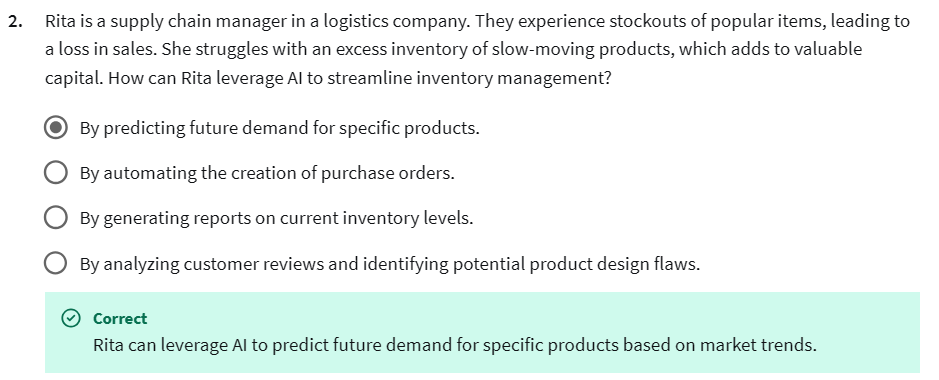 2. Rita is a supply chain manager in a logistics company. They experience stockouts of popular items, leading to
a loss in sales. She struggles with an excess inventory of slow-moving products, which adds to valuable
capital. How can Rita leverage AI to streamline inventory management?
By predicting future demand for specific products.
By automating the creation of purchase orders.
By generating reports on current inventory levels.
By analyzing customer reviews and identifying potential product design flaws.
Correct
Rita can leverage AI to predict future demand for specific products based on market trends.